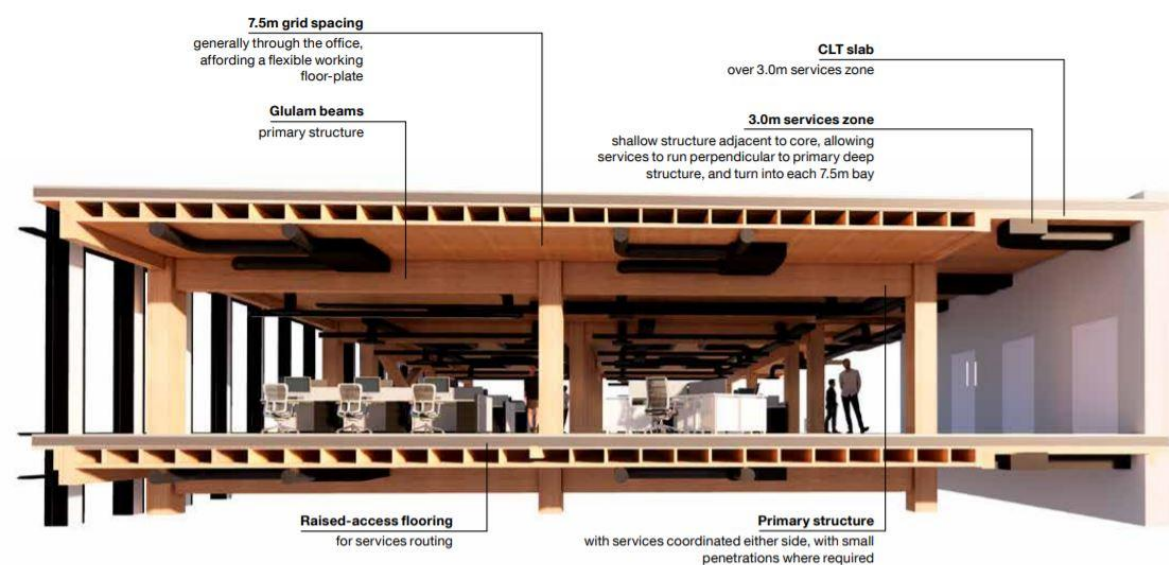 7.5m grid spacing
generally through the office,
affording a flexible working
floor-plate
Glulam beams
primary structure
CLT slab
over 3.0m services zone
3.0m services zone
shallow structure adjacent to core, allowing
services to run perpendicular to primary deep
structure, and turn into each 7.5m bay
Raised-access flooring
for services routing
Primary structure
with services coordinated either side, with small
penetrations where required